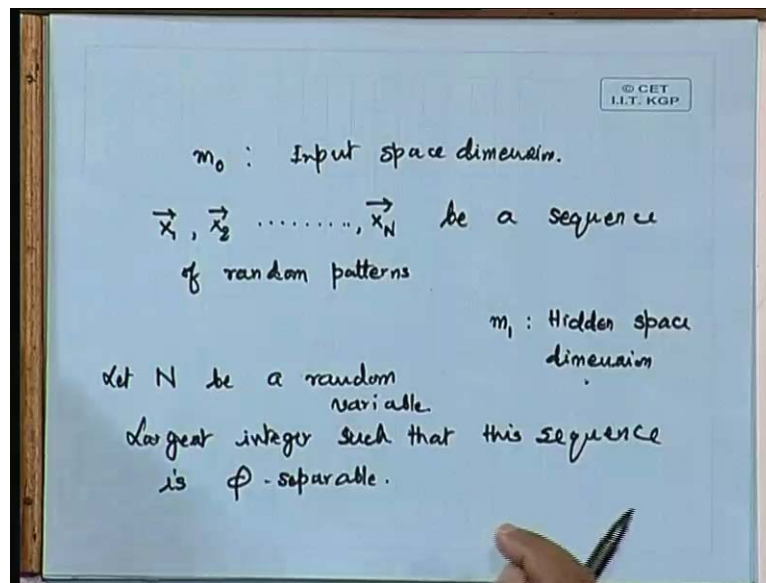 © CET
I.I.T. KGP
m₀ : Input space dimension.
x⃗₁, x⃗₂ ........., x⃗_N be a sequence
of random patterns
m₁ : Hidden space
dimension
Let N be a random
variable.
Largest integer such that this sequence
is φ-separable.